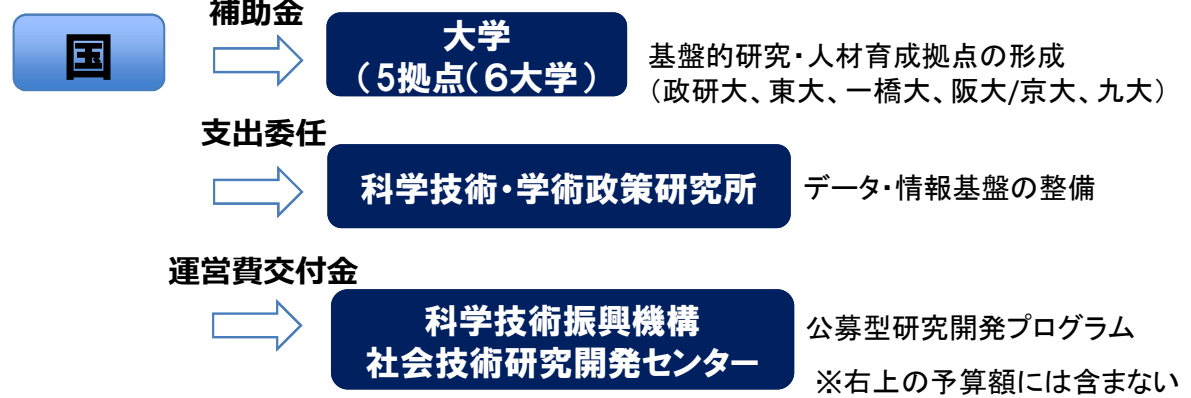 補助金
国
大学
（5拠点（６大学）
基盤的研究・人材育成拠点の形成
（政研大、東大、一橋大、阪大/京大、九大）
支出委任
科学技術・学術政策研究所
データ・情報基盤の整備
運営費交付金
科学技術振興機構
社会技術研究開発センター
公募型研究開発プログラム
※右上の予算額には含まない